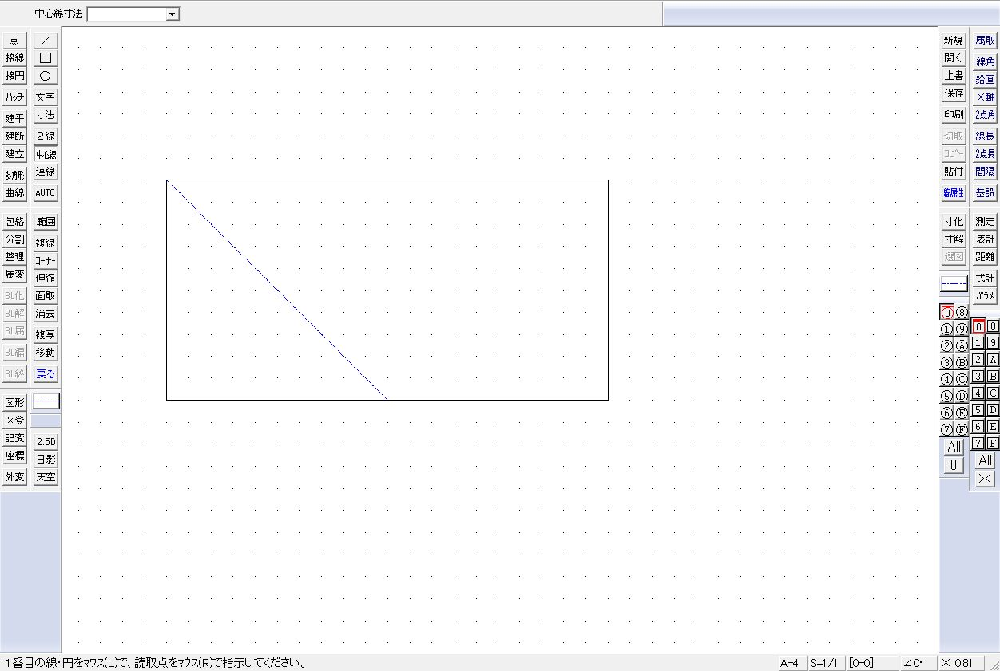 中心線寸法
点
／
接線
□
接円
○
ハッチ
文字
建平
寸法
建断
２線
建立
中心線
多角形
連線
曲線
AUTO
包絡
範囲
分割
複線
整理
コーナー
属変
伸縮
BL化
面取
BL解
消去
BL属
複写
BL編
移動
BL終
戻る
図形
図登
記変
2.5D
座標
日影
外変
天空
新規
属取
開く
線角
上書
鉛直
保存
×軸
印刷
2点角
切取
線長
コピー
2点長
貼付
間隔
線属性
基設
寸化
測定
寸解
表計
選図
距離
式計
パラメ
0 8
1 9
2 A
3 B
4 C
5 D
6 E
7 F
All
0
0 8
1 9
2 A
3 B
4 C
5 D
6 E
7 F
All
×
１番目の線・円をマウス(L)で、読取点をマウス(R)で指示してください。
A-4
S=1/1
[0-0]
∠0
× 0.81